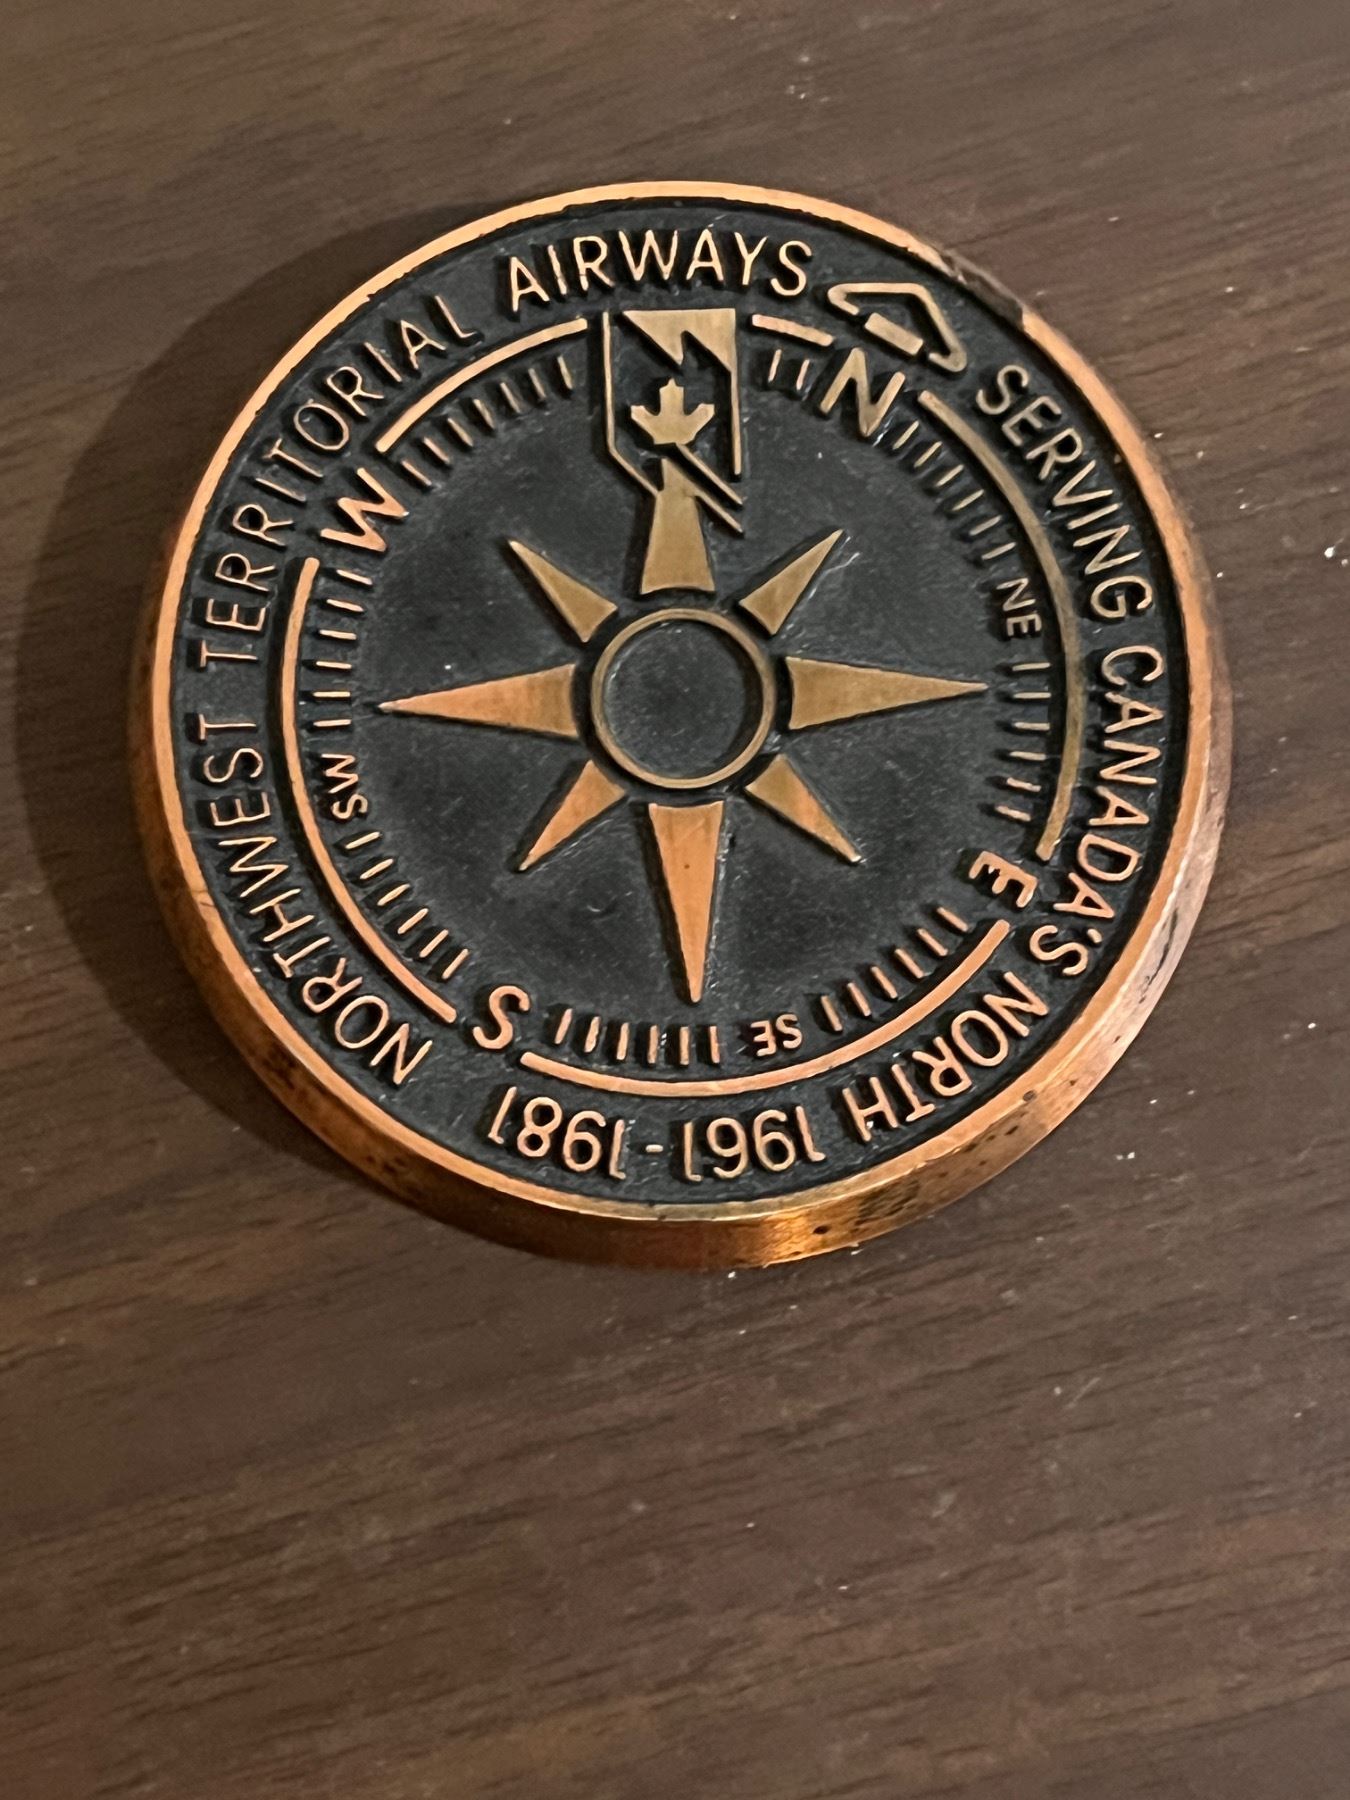 NORTHWEST TERRITORIAL AIRWAYS
SERVING CANADA'S NORTH 1961-1981
N
NE
E
SE
S
SW
W